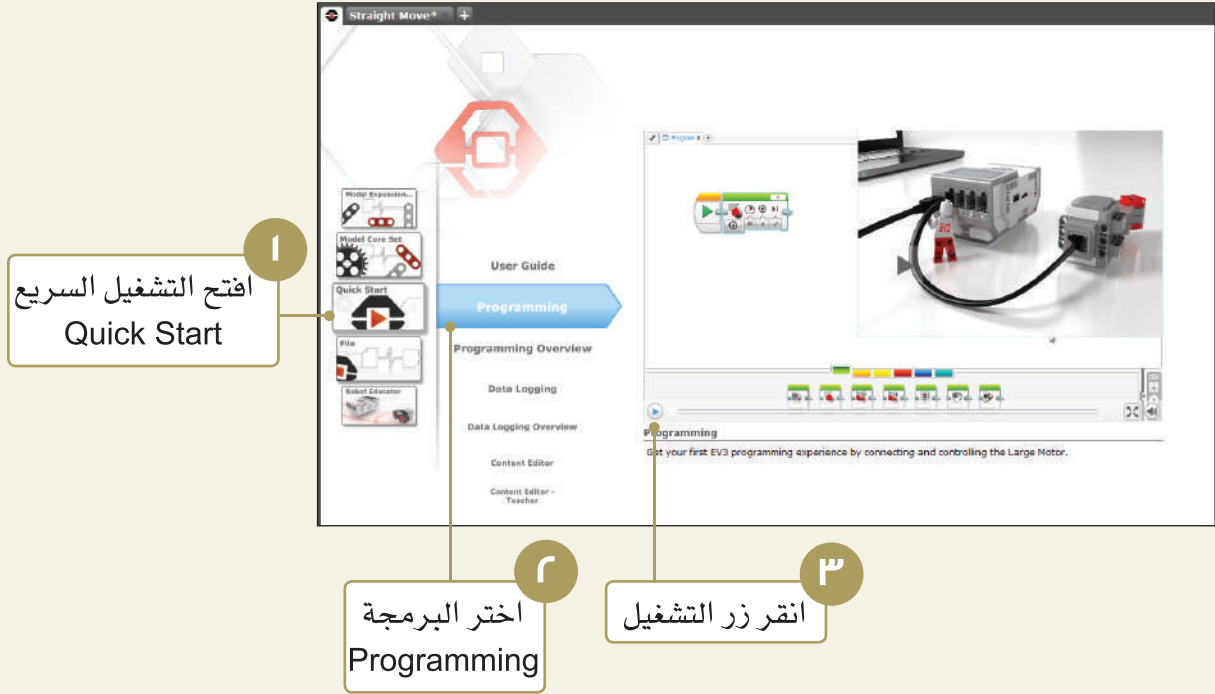 Straight Move*
+
Model Expansion...
Model Core Set
Quick Start
File
Robot Educator
User Guide
Programming
Programming Overview
Data Logging
Data Logging Overview
Content Editor
Content Editor -
Teacher
Program X +
EV3
Programming
Get your first EV3 programming experience by connecting and controlling the Large Motor.
١
افتح التشغيل السريع
Quick Start
٢
اختر البرمجة
Programming
٣
انقر زر التشغيل